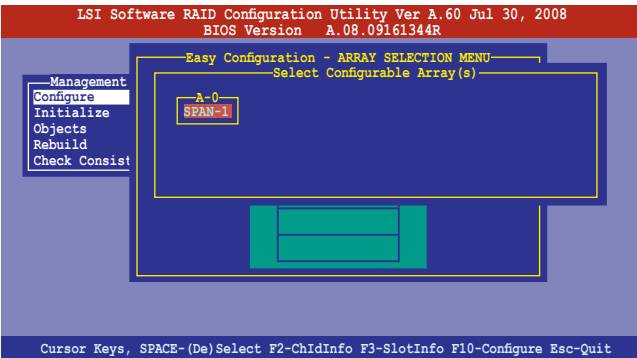 LSI Software RAID Configuration Utility Ver A.60 Jul 30, 2008
BIOS Version A.08.09161344R
Easy Configuration - ARRAY SELECTION MENU
Select Configurable Array(s)
Management
Configure
Initialize
Objects
Rebuild
Check Consist
A-0
SPAN-1
Cursor Keys, SPACE-(De)Select F2-ChIdInfo F3-SlotInfo F10-Configure Esc-Quit